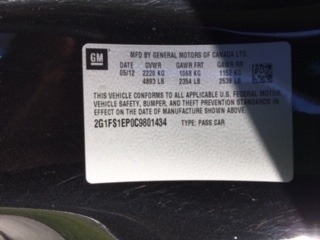 GM
MFD BY GENERAL MOTORS OF CANADA LTD.
DATE GVWR GAWR FRT GAWR RR
05/12 2220 KG 1068 KG 1152 KG
4893 LB 2354 LB 2539 LB
THIS VEHICLE CONFORMS TO ALL APPLICABLE U.S. FEDERAL MOTOR
VEHICLE SAFETY, BUMPER, AND THEFT PREVENTION STANDARDS
IN EFFECT ON THE DATE OF MANUFACTURE SHOWN ABOVE.
2G1FS1EP0C9801434 TYPE: PASS CAR